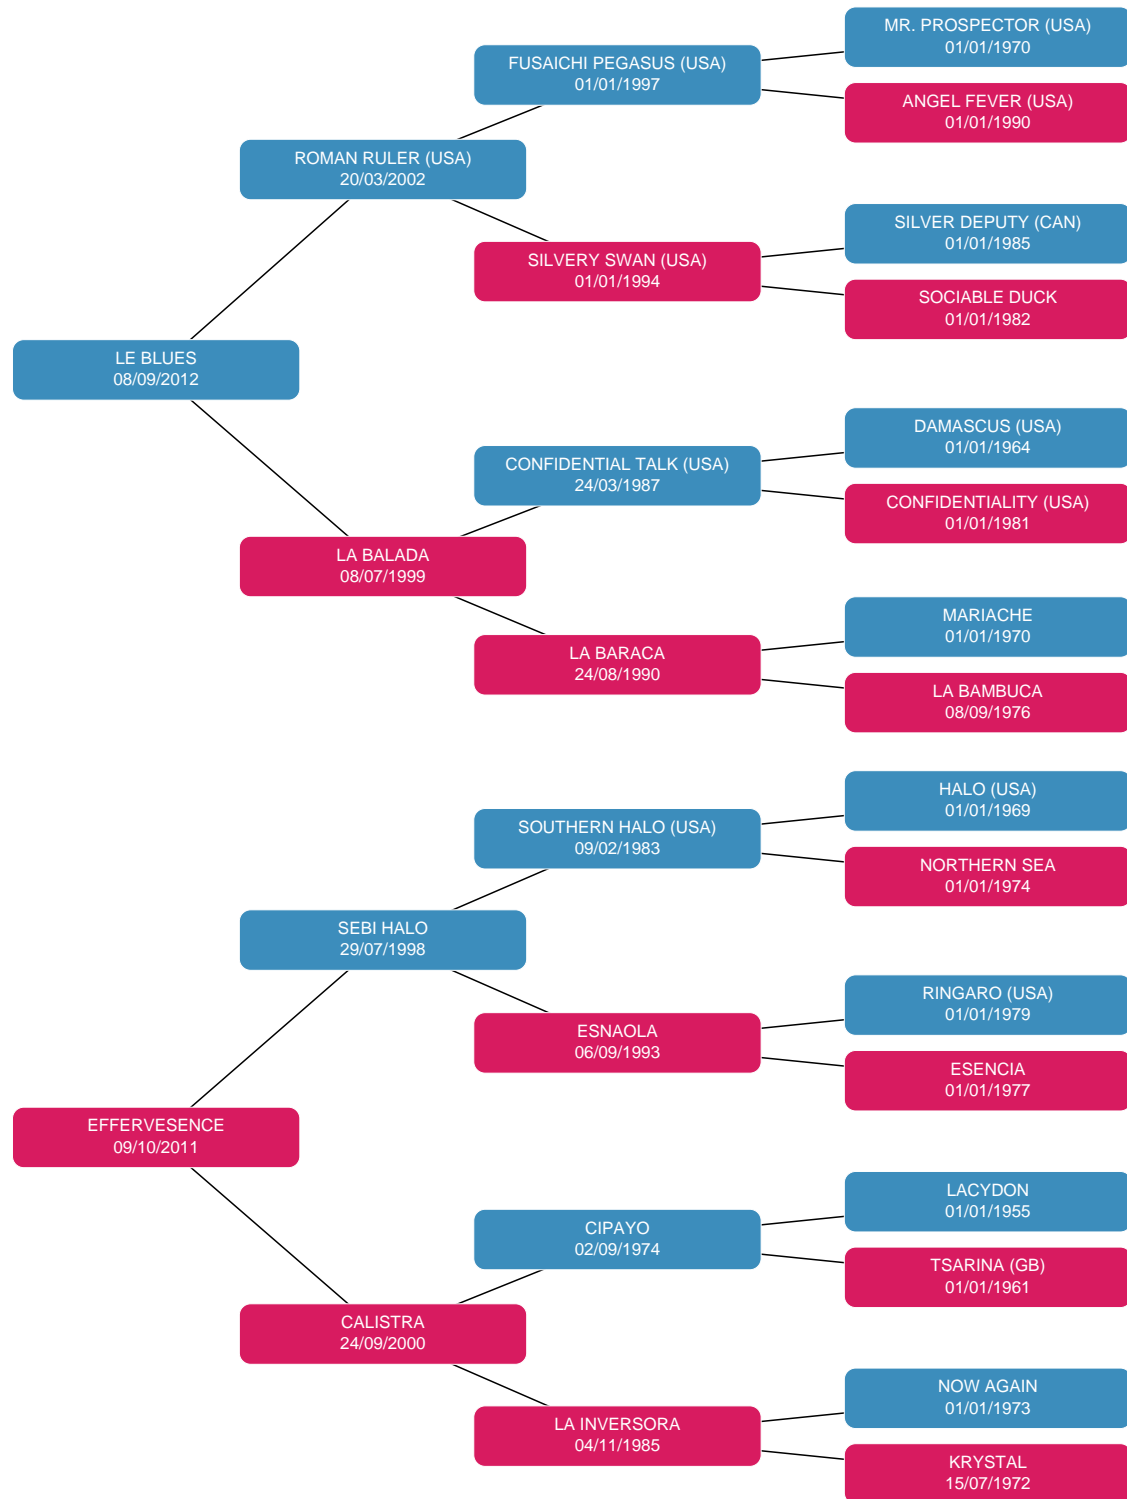 MR. PROSPECTOR (USA)
01/01/1970
FUSAICHI PEGASUS (USA)
01/01/1997
ANGEL FEVER (USA)
01/01/1990
ROMAN RULER (USA)
20/03/2002
SILVER DEPUTY (CAN)
01/01/1985
SILVERY SWAN (USA)
01/01/1994
SOCIABLE DUCK
01/01/1982
LE BLUES
08/09/2012
DAMASCUS (USA)
01/01/1964
CONFIDENTIAL TALK (USA)
24/03/1987
CONFIDENTIALITY (USA)
01/01/1981
LA BALADA
08/07/1999
MARIACHE
01/01/1970
LA BARACA
24/08/1990
LA BAMBUCA
08/09/1976
HALO (USA)
01/01/1969
SOUTHERN HALO (USA)
09/02/1983
NORTHERN SEA
01/01/1974
SEBI HALO
29/07/1998
RINGARO (USA)
01/01/1979
ESNAOLA
06/09/1993
ESENCIA
01/01/1977
EFFERVESENCE
09/10/2011
LACYDON
01/01/1955
CIPAYO
02/09/1974
TSARINA (GB)
01/01/1961
CALISTRA
24/09/2000
NOW AGAIN
01/01/1973
LA INVERSORA
04/11/1985
KRYSTAL
15/07/1972